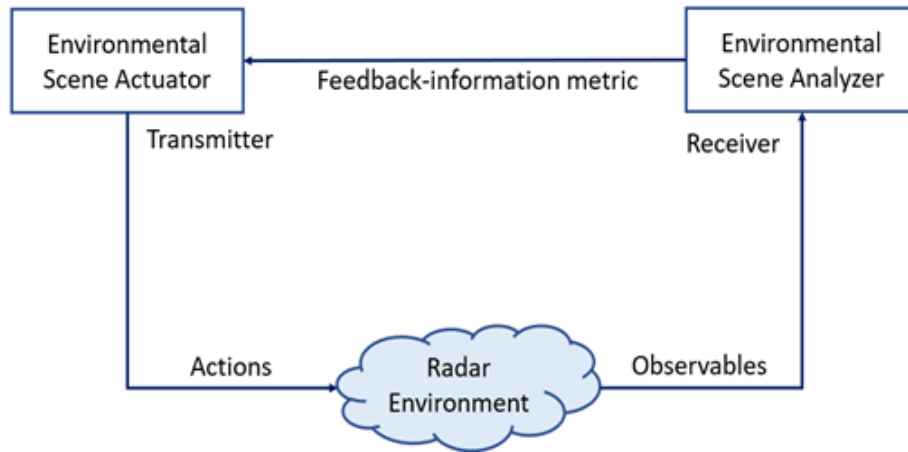 Environmental
Scene Actuator
Environmental
Scene Analyzer
Feedback-information metric
Transmitter
Receiver
Actions
Radar
Environment
Observables